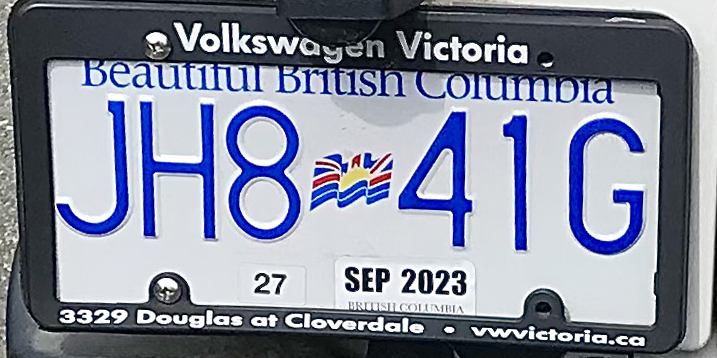 Volkswagen Victoria
Beautiful British Columbia
JH8 41G
27 SEP 2023
BRITISH COLUMBIA
3329 Douglas at Cloverdale • vwvictoria.ca